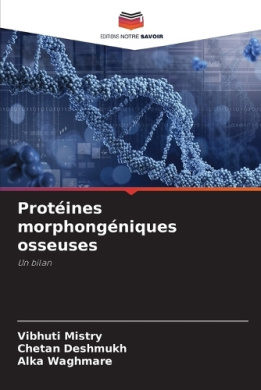 EDITIONS NOTRE SAVOIR
Protéines
morphongéniques
osseuses
Un bilan
Vibhuti Mistry
Chetan Deshmukh
Alka Waghmare